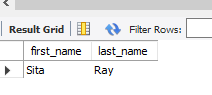 Result Grid Filter Rows:
first_name last_name
Sita Ray